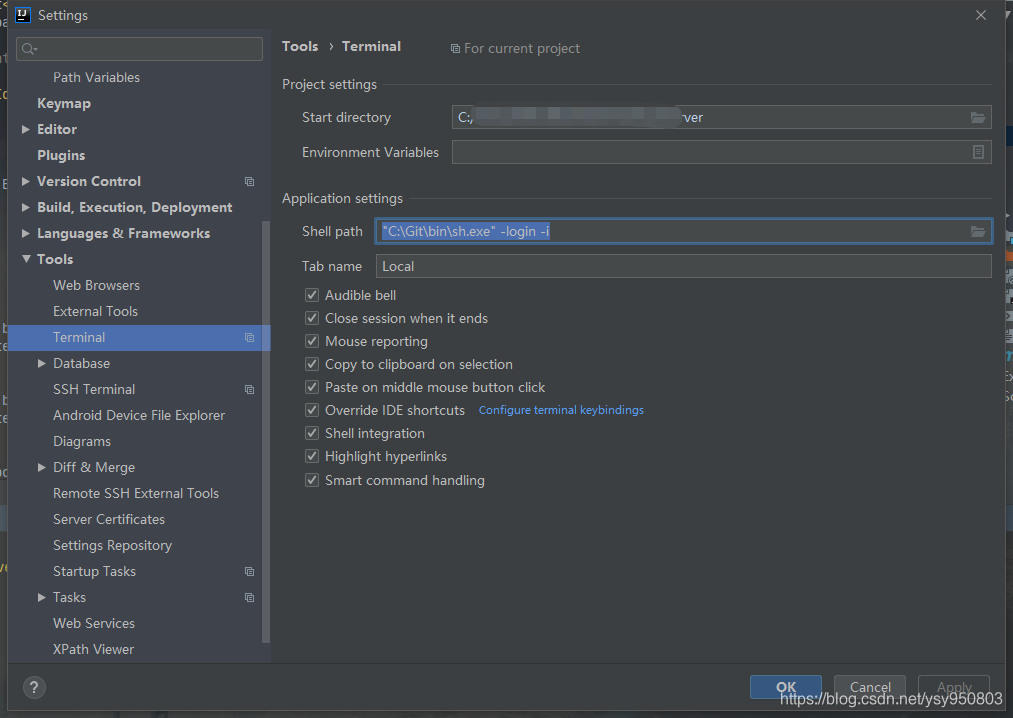 Settings
Path Variables
Keymap
Editor
Plugins
Version Control
Build, Execution, Deployment
Languages & Frameworks
Tools
Web Browsers
External Tools
Terminal
Database
SSH Terminal
Android Device File Explorer
Diagrams
Diff & Merge
Remote SSH External Tools
Server Certificates
Settings Repository
Startup Tasks
Tasks
Web Services
XPath Viewer
Tools › Terminal For current project
Project settings
Start directory C:/ rver
Environment Variables
Application settings
Shell path "C:\Git\bin\sh.exe" -login -i
Tab name Local
Audible bell
Close session when it ends
Mouse reporting
Copy to clipboard on selection
Paste on middle mouse button click
Override IDE shortcuts Configure terminal keybindings
Shell integration
Highlight hyperlinks
Smart command handling
? OK Cancel Apply
https://blog.csdn.net/ysy950803